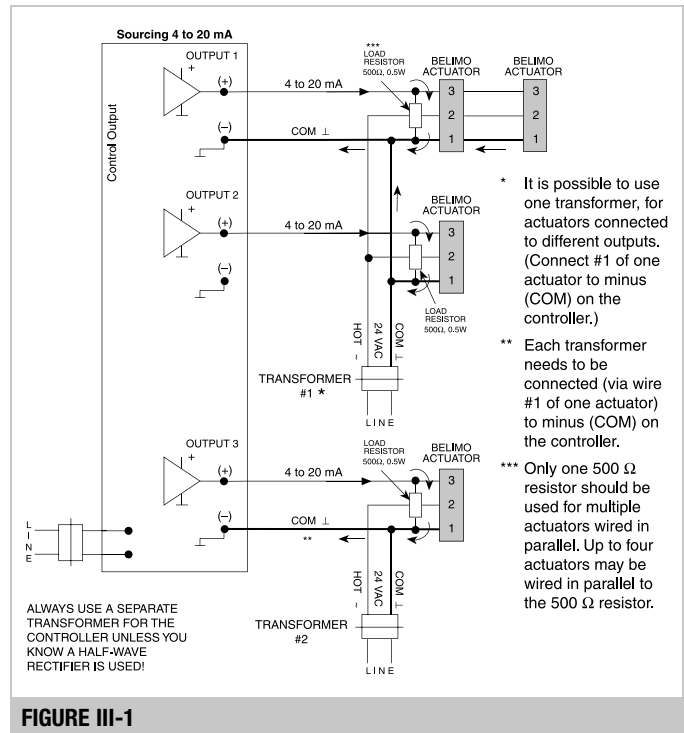 Sourcing 4 to 20 mA
Control Output
OUTPUT 1
+
(+)
4 to 20 mA
***
LOAD
RESISTOR
500Ω, 0.5W
BELIMO
ACTUATOR
3
2
1
BELIMO
ACTUATOR
3
2
1
(–)
COM ⊥
OUTPUT 2
+
(+)
4 to 20 mA
BELIMO
ACTUATOR
3
2
1
(–)
LOAD
RESISTOR
500Ω, 0.5W
HOT ~
24 VAC
COM ⊥
TRANSFORMER
#1 *
LINE
OUTPUT 3
+
(+)
4 to 20 mA
LOAD
RESISTOR
500Ω, 0.5W
BELIMO
ACTUATOR
3
2
1
(–)
COM ⊥
**
LINE
HOT ~
24 VAC
COM ⊥
TRANSFORMER
#2
LINE
ALWAYS USE A SEPARATE
TRANSFORMER FOR THE
CONTROLLER UNLESS YOU
KNOW A HALF-WAVE
RECTIFIER IS USED!
* It is possible to use
one transformer, for
actuators connected
to different outputs.
(Connect #1 of one
actuator to minus
(COM) on the
controller.)
** Each transformer
needs to be
connected (via wire
#1 of one actuator)
to minus (COM) on
the controller.
*** Only one 500 Ω
resistor should be
used for multiple
actuators wired in
parallel. Up to four
actuators may be
wired in parallel to
the 500 Ω resistor.
FIGURE III-1